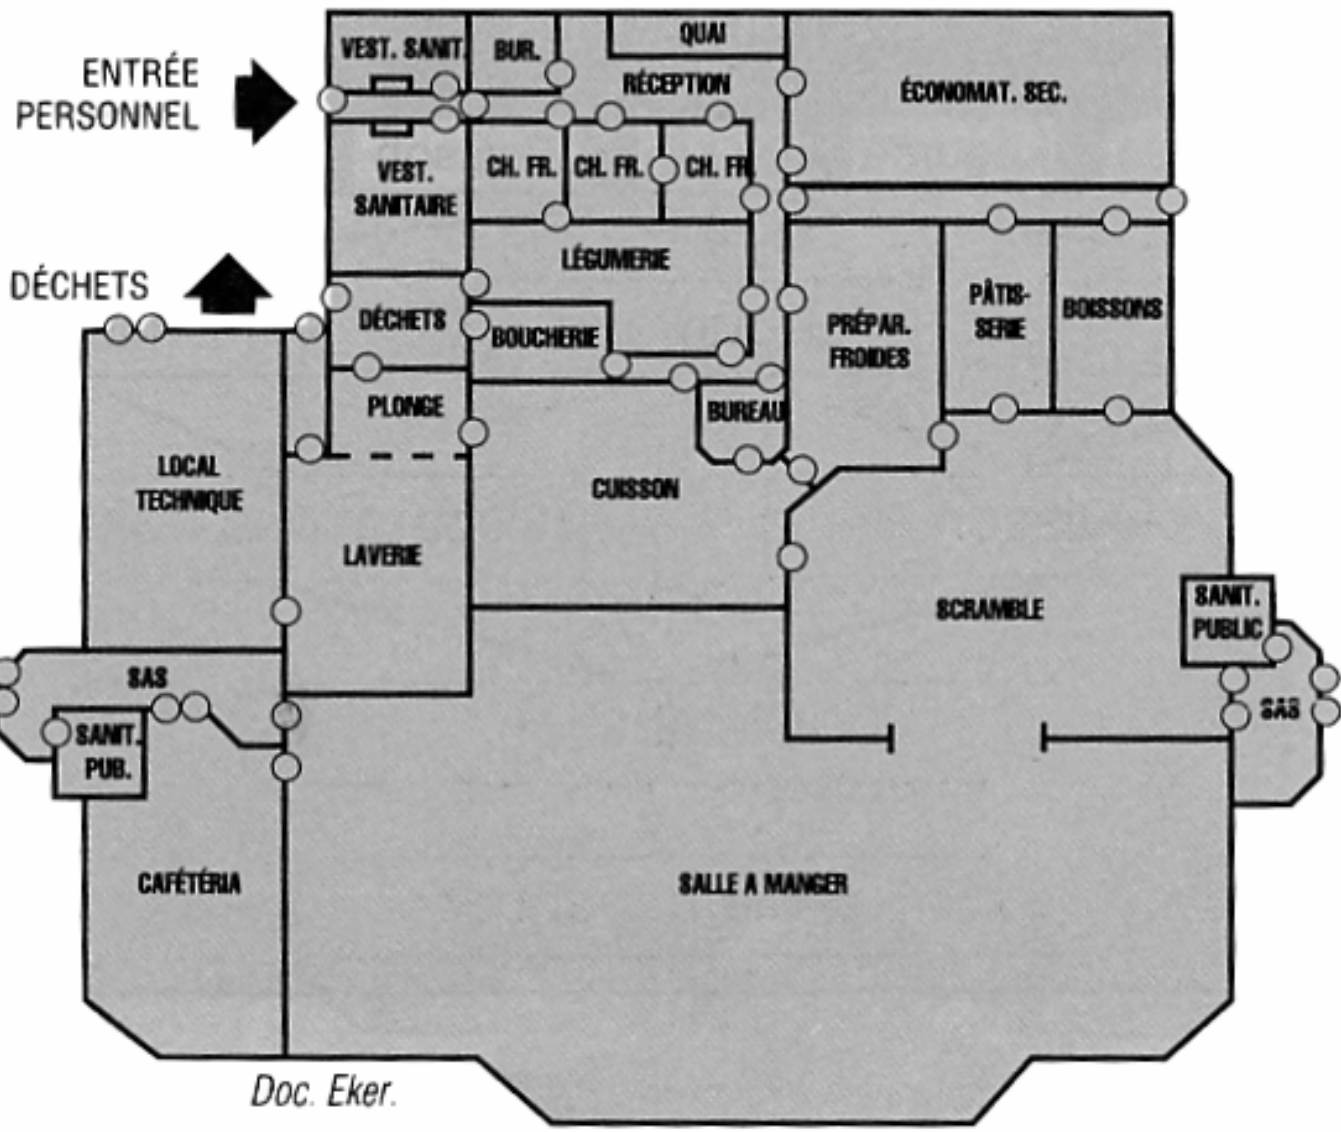 ENTRÉE
PERSONNEL
VEST. SANIT.
BUR.
QUAI
RÉCEPTION
ÉCONOMAT. SEC.
VEST.
SANITAIRE
CH. FR.
CH. FR.
CH. FR
LÉGUMERIE
DÉCHETS
DÉCHETS
BOUCHERIE
PRÉPAR.
FROIDES
PÂTIS-
SERIE
BOISSONS
PLONGE
BUREAU
LOCAL
TECHNIQUE
CUISSON
LAVERIE
SCRAMBLE
SANIT.
PUBLIC
SAS
SAS
SANIT.
PUB.
CAFÉTÉRIA
SALLE A MANGER
Doc. Eker.